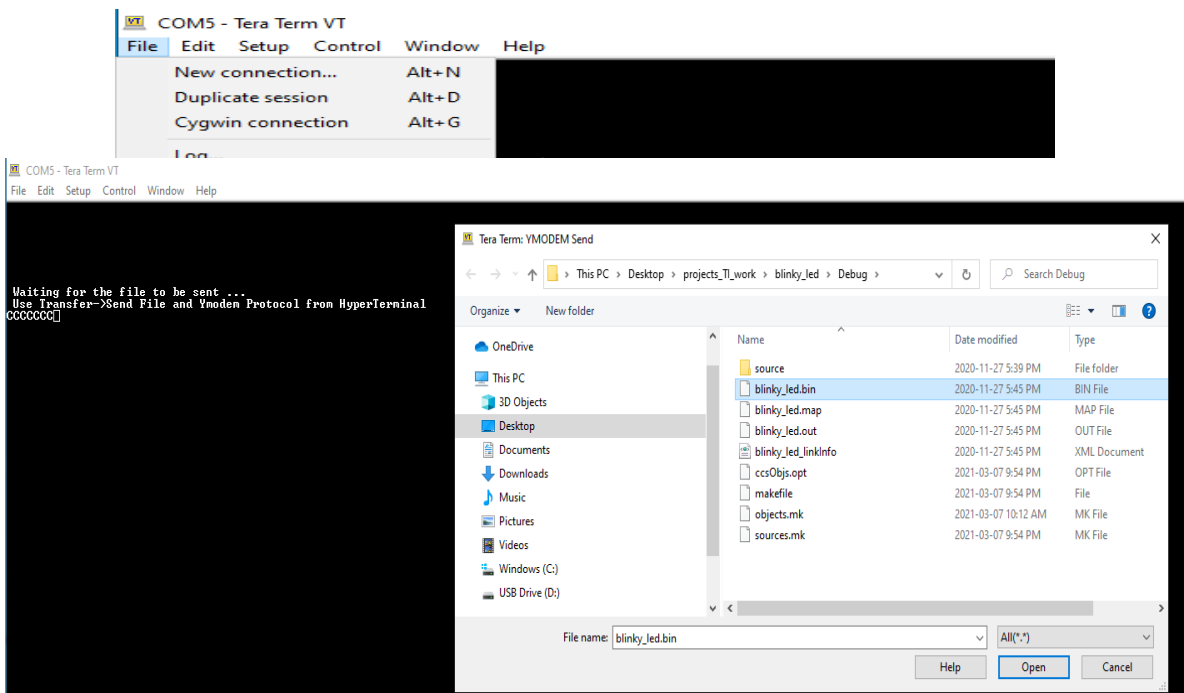 COM5 - Tera Term VT
File Edit Setup Control Window Help
New connection... Alt+N
Duplicate session Alt+D
Cygwin connection Alt+G
Log...
COM5 - Tera Term VT
File Edit Setup Control Window Help
Waiting for the file to be sent ...
Use Transfer->Send File and Ymodem Protocol from HyperTerminal
CCCCCCC
Tera Term: YMODEM Send
This PC > Desktop > projects_TI_work > blinky_led > Debug >
Search Debug
Organize New folder
OneDrive
This PC
3D Objects
Desktop
Documents
Downloads
Music
Pictures
Videos
Windows (C:)
USB Drive (D:)
Name Date modified Type
source 2020-11-27 5:39 PM File folder
blinky_led.bin 2020-11-27 5:45 PM BIN File
blinky_led.map 2020-11-27 5:45 PM MAP File
blinky_led.out 2020-11-27 5:45 PM OUT File
blinky_led_linkInfo 2020-11-27 5:45 PM XML Document
ccsObjs.opt 2021-03-07 9:54 PM OPT File
makefile 2021-03-07 9:54 PM File
objects.mk 2021-03-07 10:12 AM MK File
sources.mk 2021-03-07 9:54 PM MK File
File name: blinky_led.bin All(*.*)
Help Open Cancel